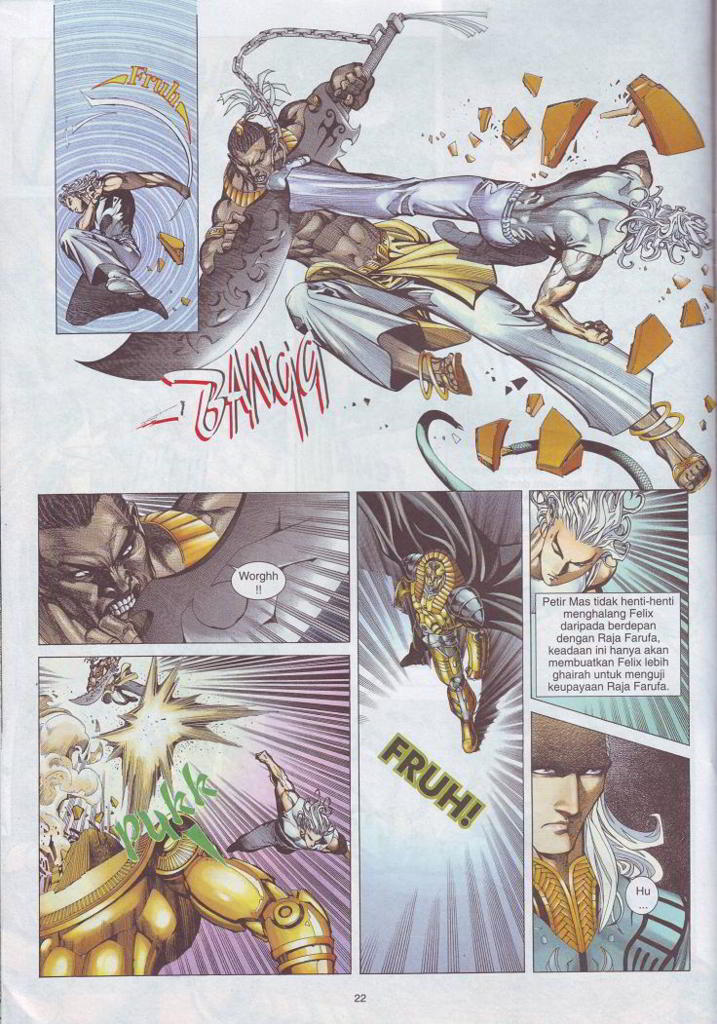 Fruh
BANGGG
Worghh
!!
Petir Mas tidak henti-henti
menghalang Felix
daripada berdepan
dengan Raja Farufa,
keadaan ini hanya akan
membuatkan Felix lebih
ghairah untuk menguji
keupayaan Raja Farufa.
FRUH!
pukk
Hu
...
22